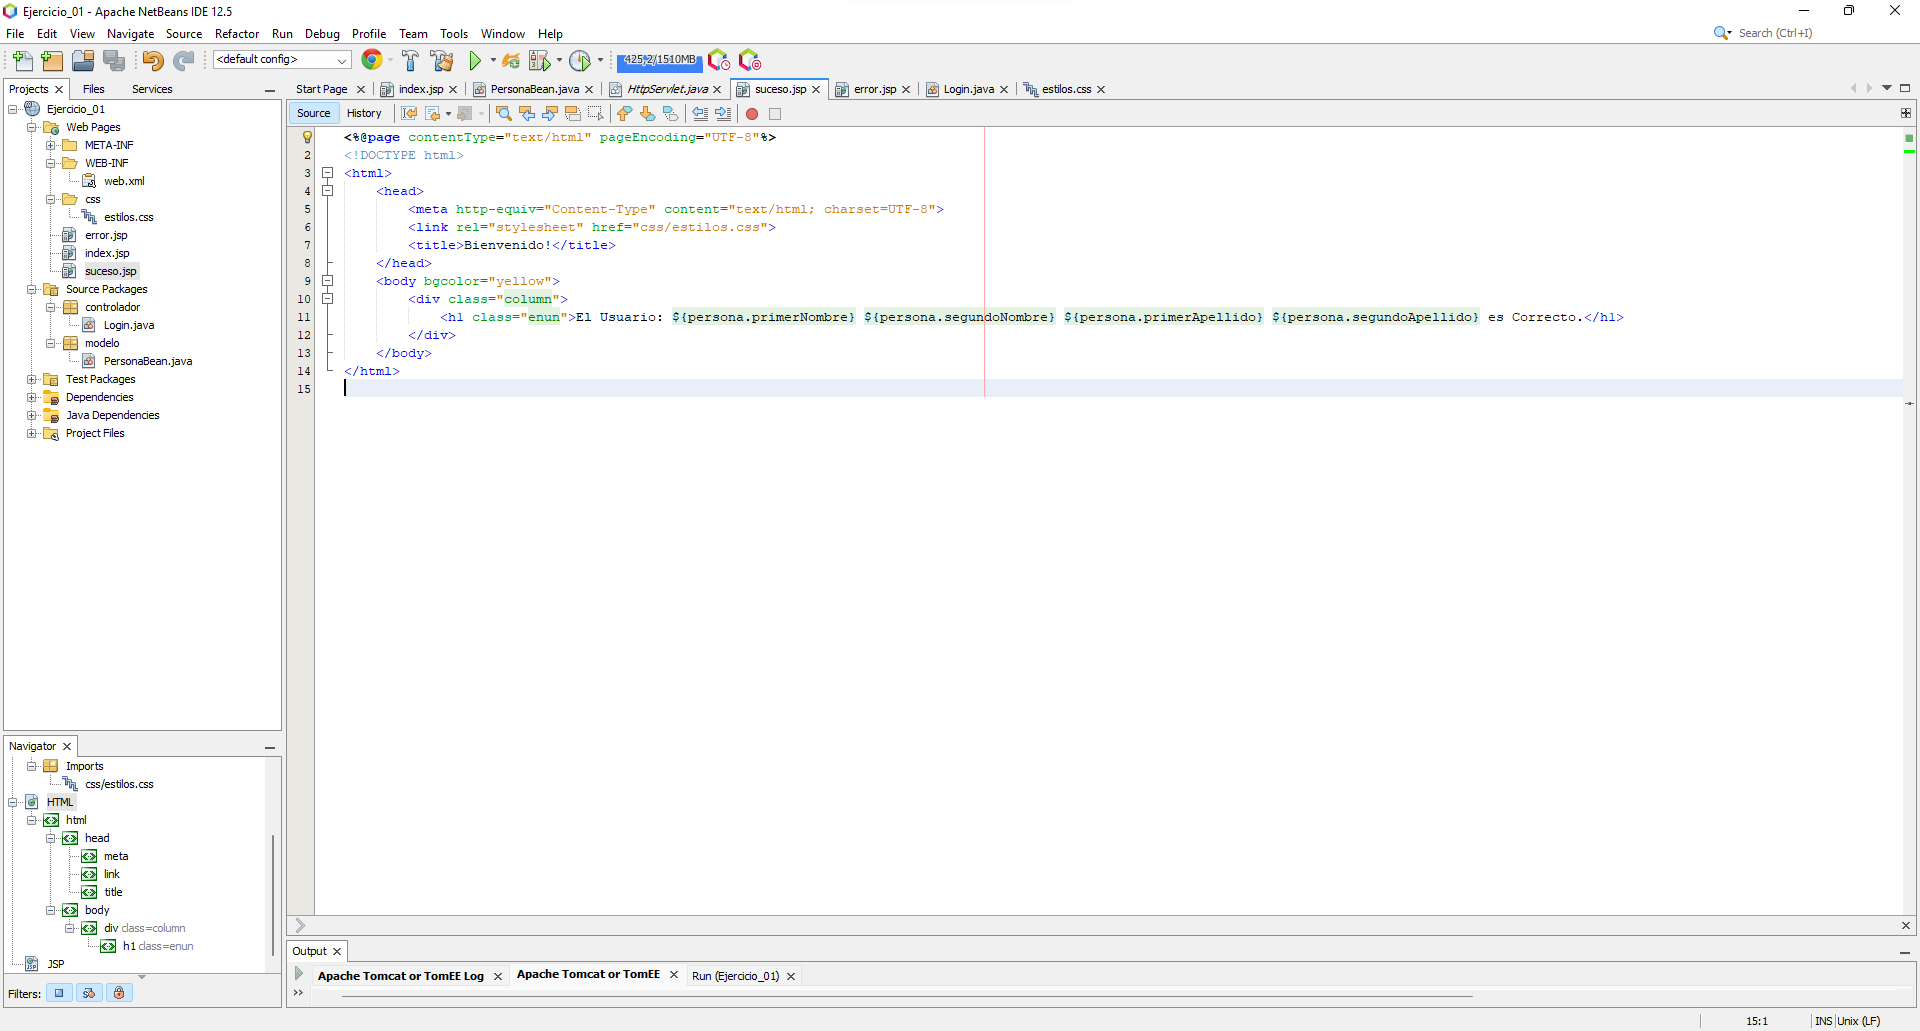 Ejercicio_01 - Apache NetBeans IDE 12.5
File Edit View Navigate Source Refactor Run Debug Profile Team Tools Window Help
Search (Ctrl+I)
<default config>
425,2/1510MB
Projects Files Services
Start Page index.jsp PersonaBean.java HttpServlet.java suceso.jsp error.jsp Login.java estilos.css
Source History
Ejercicio_01
Web Pages
META-INF
WEB-INF
web.xml
css
estilos.css
error.jsp
index.jsp
suceso.jsp
Source Packages
controlador
Login.java
modelo
PersonaBean.java
Test Packages
Dependencies
Java Dependencies
Project Files
<%@page contentType="text/html" pageEncoding="UTF-8"%>
2 <!DOCTYPE html>
3 <html>
4 <head>
5 <meta http-equiv="Content-Type" content="text/html; charset=UTF-8">
6 <link rel="stylesheet" href="css/estilos.css">
7 <title>Bienvenido!</title>
8 </head>
9 <body bgcolor="yellow">
10 <div class="column">
11 <h1 class="enun">El Usuario: ${persona.primerNombre} ${persona.segundoNombre} ${persona.primerApellido} ${persona.segundoApellido} es Correcto.</h1>
12 </div>
13 </body>
14 </html>
15
Navigator
Imports
css/estilos.css
HTML
html
head
meta
link
title
body
div class=column
h1 class=enun
JSP
Filters:
Output
Apache Tomcat or TomEE Log Apache Tomcat or TomEE Run (Ejercicio_01)
15:1 INS Unix (LF)